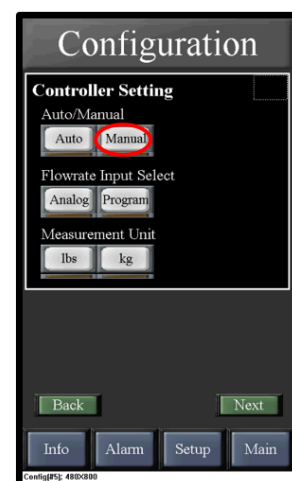 Configuration
Controller Setting
Auto/Manual
Auto Manual
Flowrate Input Select
Analog Program
Measurement Unit
lbs kg
Back Next
Info Alarm Setup Main
Config(#5); 480X800